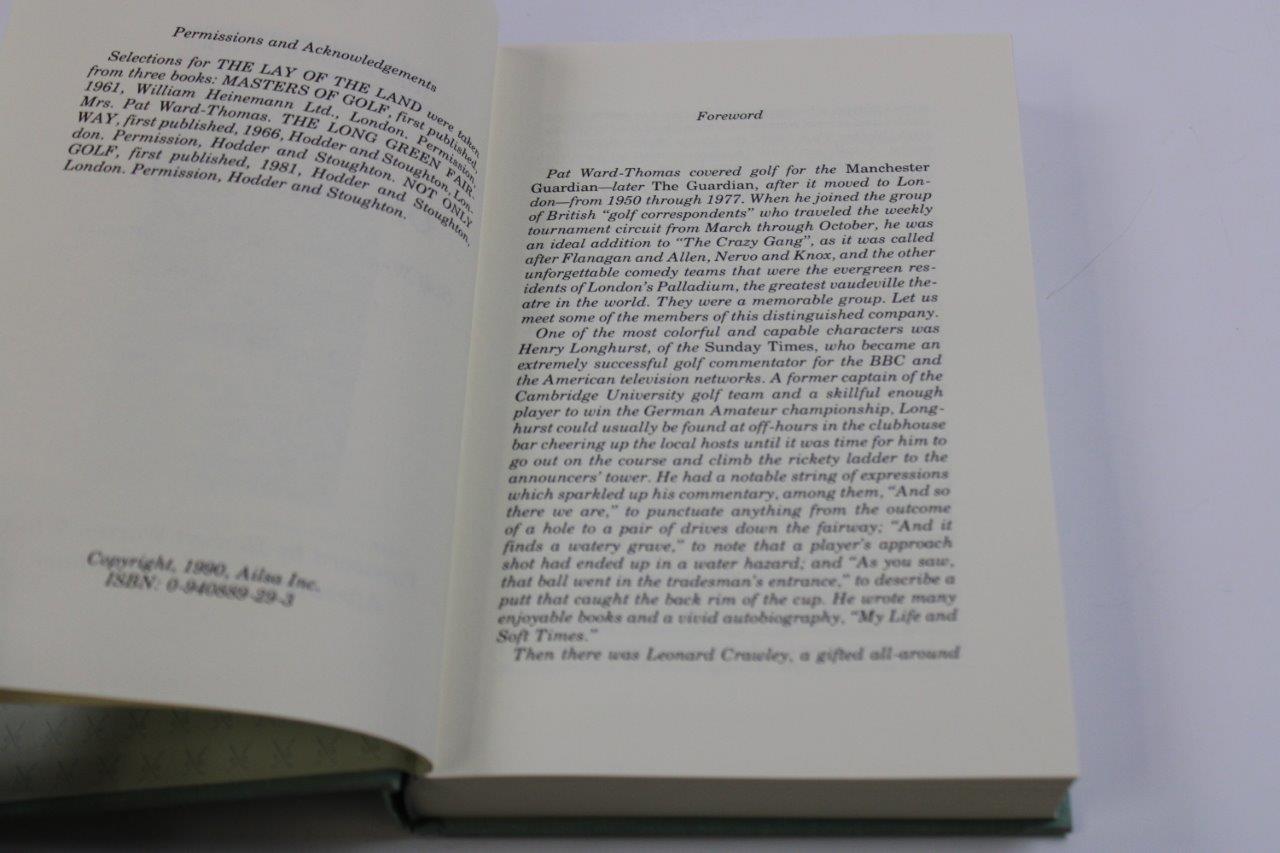 Permissions and Acknowledgements
Selections for THE LAY OF THE LAND were taken
from three books: MASTERS OF GOLF, first published,
1961, William Heinemann Ltd., London. Permission,
Mrs. Pat Ward-Thomas. THE LONG GREEN FAIR-
WAY, first published, 1966, Hodder and Stoughton, Lon-
don. Permission, Hodder and Stoughton. NOT ONLY
GOLF, first published, 1981, Hodder and Stoughton,
London. Permission, Hodder and Stoughton.
Copyright, 1990, Ailsa Inc.
ISBN: 0-940889-29-3
Foreword
Pat Ward-Thomas covered golf for the Manchester
Guardian—later The Guardian, after it moved to Lon-
don—from 1950 through 1977. When he joined the group
of British "golf correspondents" who traveled the weekly
tournament circuit from March through October, he was
an ideal addition to "The Crazy Gang", as it was called
after Flanagan and Allen, Nervo and Knox, and the other
unforgettable comedy teams that were the evergreen res-
idents of London's Palladium, the greatest vaudeville the-
atre in the world. They were a memorable group. Let us
meet some of the members of this distinguished company.
One of the most colorful and capable characters was
Henry Longhurst, of the Sunday Times, who became an
extremely successful golf commentator for the BBC and
the American television networks. A former captain of the
Cambridge University golf team and a skillful enough
player to win the German Amateur championship, Long-
hurst could usually be found at off-hours in the clubhouse
bar cheering up the local hosts until it was time for him to
go out on the course and climb the rickety ladder to the
announcers' tower. He had a notable string of expressions
which sparkled up his commentary, among them, "And so
there we are," to punctuate anything from the outcome
of a hole to a pair of drives down the fairway; "And it
finds a watery grave," to note that a player's approach
shot had ended up in a water hazard; and "As you saw,
that ball went in the tradesman's entrance," to describe a
putt that caught the back rim of the cup. He wrote many
enjoyable books and a vivid autobiography, "My Life and
Soft Times."
Then there was Leonard Crawley, a gifted all-around